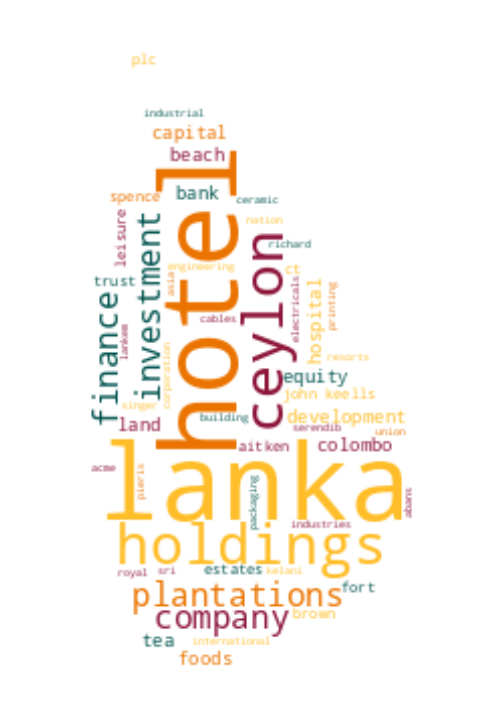 plc
industrial
capital
beach
hotel
bank
spence
ceramic
leisure
investment
nation
ceylon
richard
engineering
ct
trust
asia
electricals
hospital
printing
finance
cables
lankem
corporation
resorts
equity
john keells
singer
building
development
land
serendib
union
aitken
colombo
lanka
acme
pieris
packaging
abans
industries
holdings
royal
sri
estates
kelani
fort
plantations
company
brown
tea
international
foods